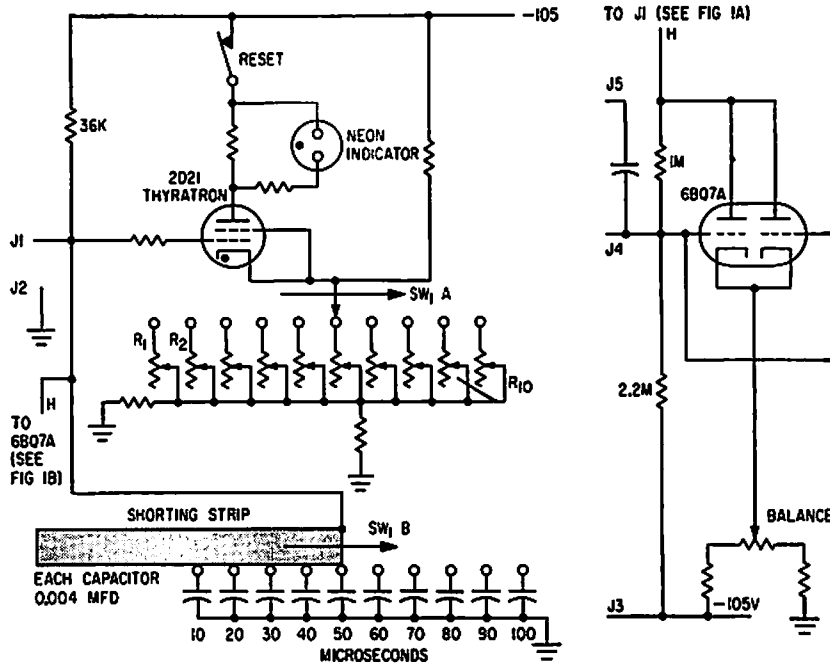 -105
RESET
36K
NEON
INDICATOR
2D21
THYRATRON
J1
J2
SW1 A
R1
R2
R10
H
TO
6BQ7A
(SEE
FIG 1B)
SHORTING STRIP
SW1 B
EACH CAPACITOR
0.004 MFD
10 20 30 40 50 60 70 80 90 100
MICROSECONDS
TO J1 (SEE FIG 1A)
H
J5
1M
6BQ7A
J4
2.2M
BALANCE
-105V
J3